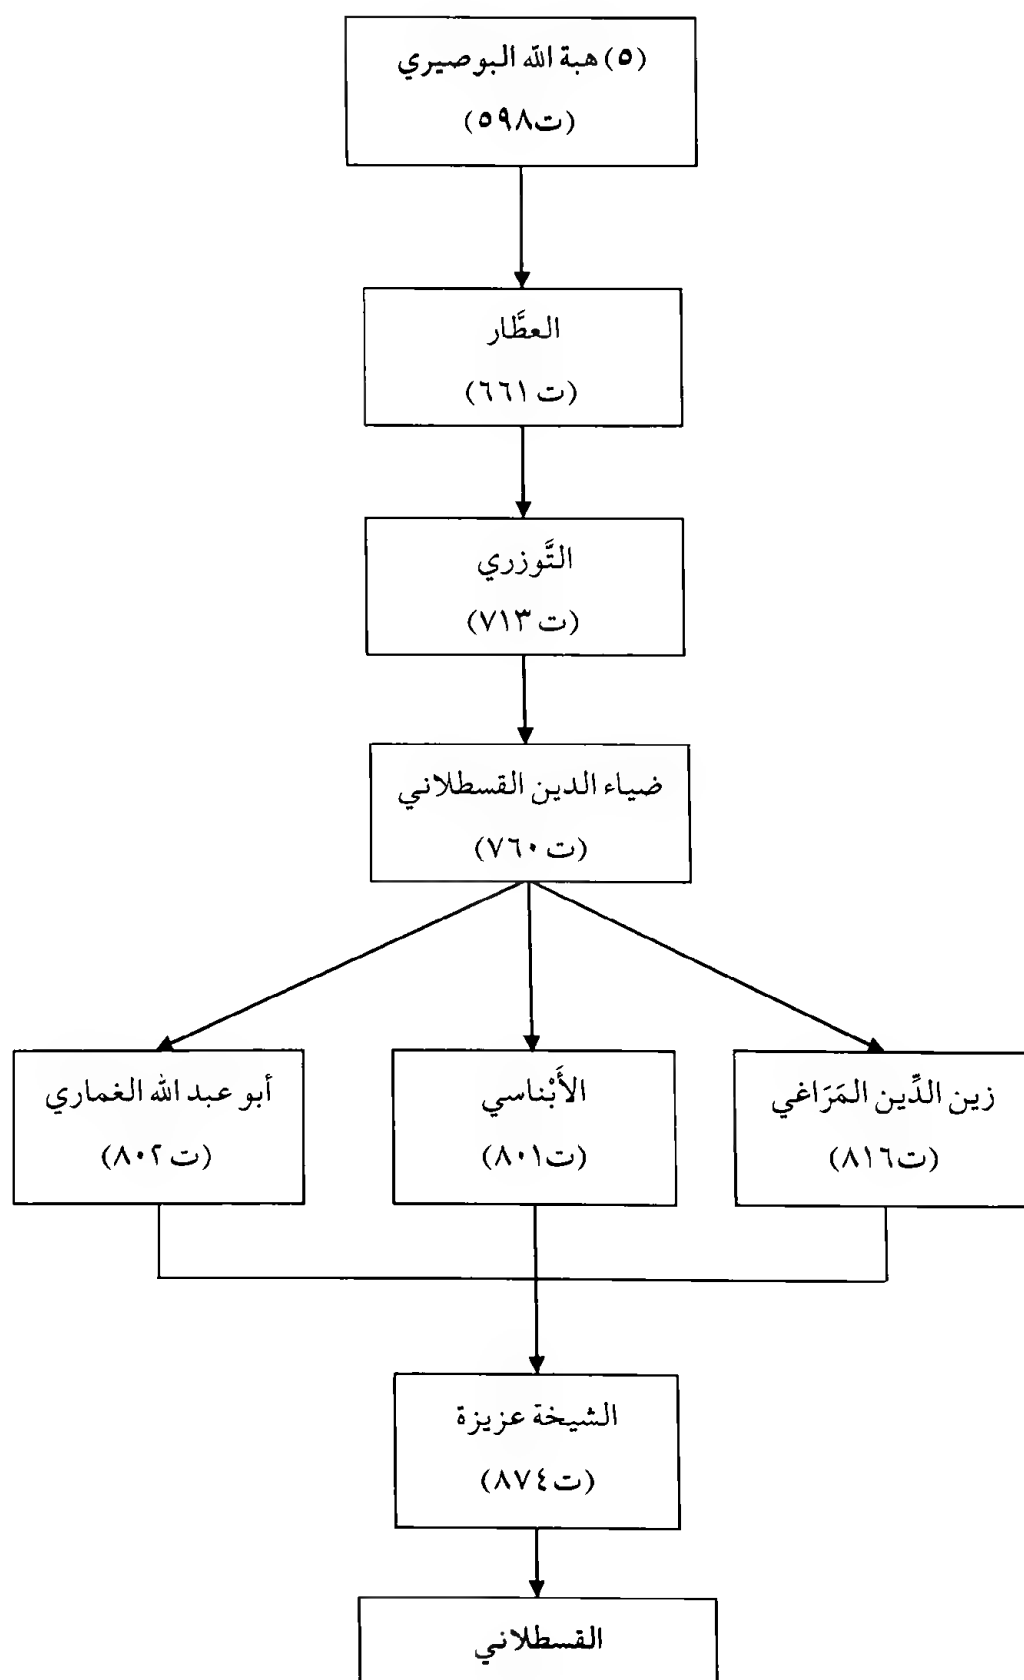 (٥) هبة الله البوصيري
(ت٥٩٨)
العطَّار
(ت ٦٦١)
التَّوزري
(ت ٧١٣)
ضياء الدين القسطلاني
(ت ٧٦٠)
زين الدِّين المَرَاغي
(ت٨١٦)
الأَبْناسي
(ت٨٠١)
أبو عبد الله الغماري
(ت ٨٠٢)
الشيخة عزيزة
(ت٨٧٤)
القسطلاني